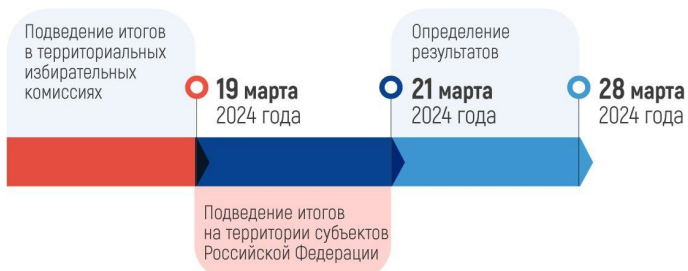 Подведение итогов
в территориальных
избирательных
комиссиях
19 марта
2024 года
Подведение итогов
на территории субъектов
Российской Федерации
Определение
результатов
21 марта
2024 года
28 марта
2024 года